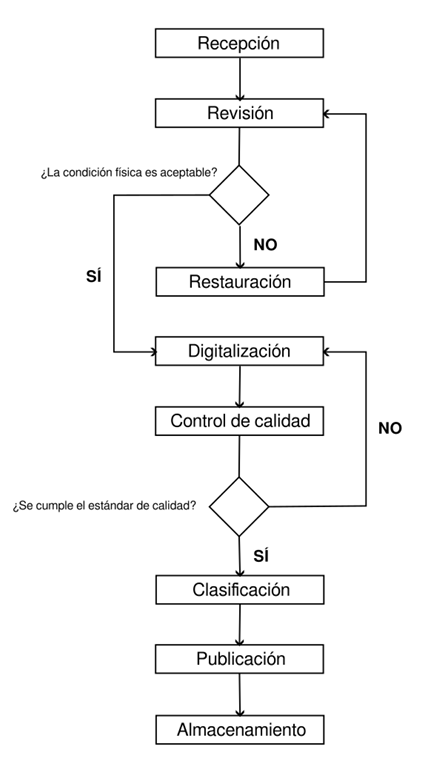 Recepción
Revisión
¿La condición física es aceptable?
NO
SÍ
Restauración
Digitalización
Control de calidad
NO
¿Se cumple el estándar de calidad?
SÍ
Clasificación
Publicación
Almacenamiento